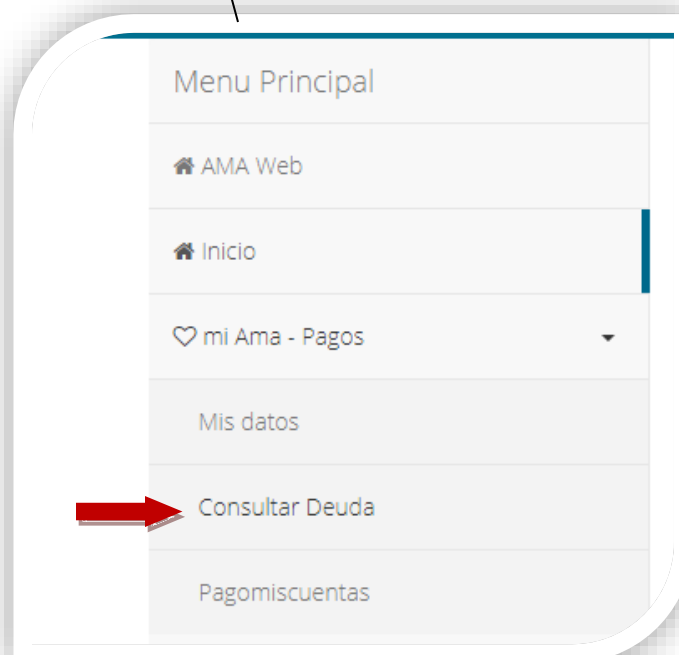 Menu Principal
AMA Web
Inicio
mi Ama - Pagos
Mis datos
Consultar Deuda
Pagomiscuentas